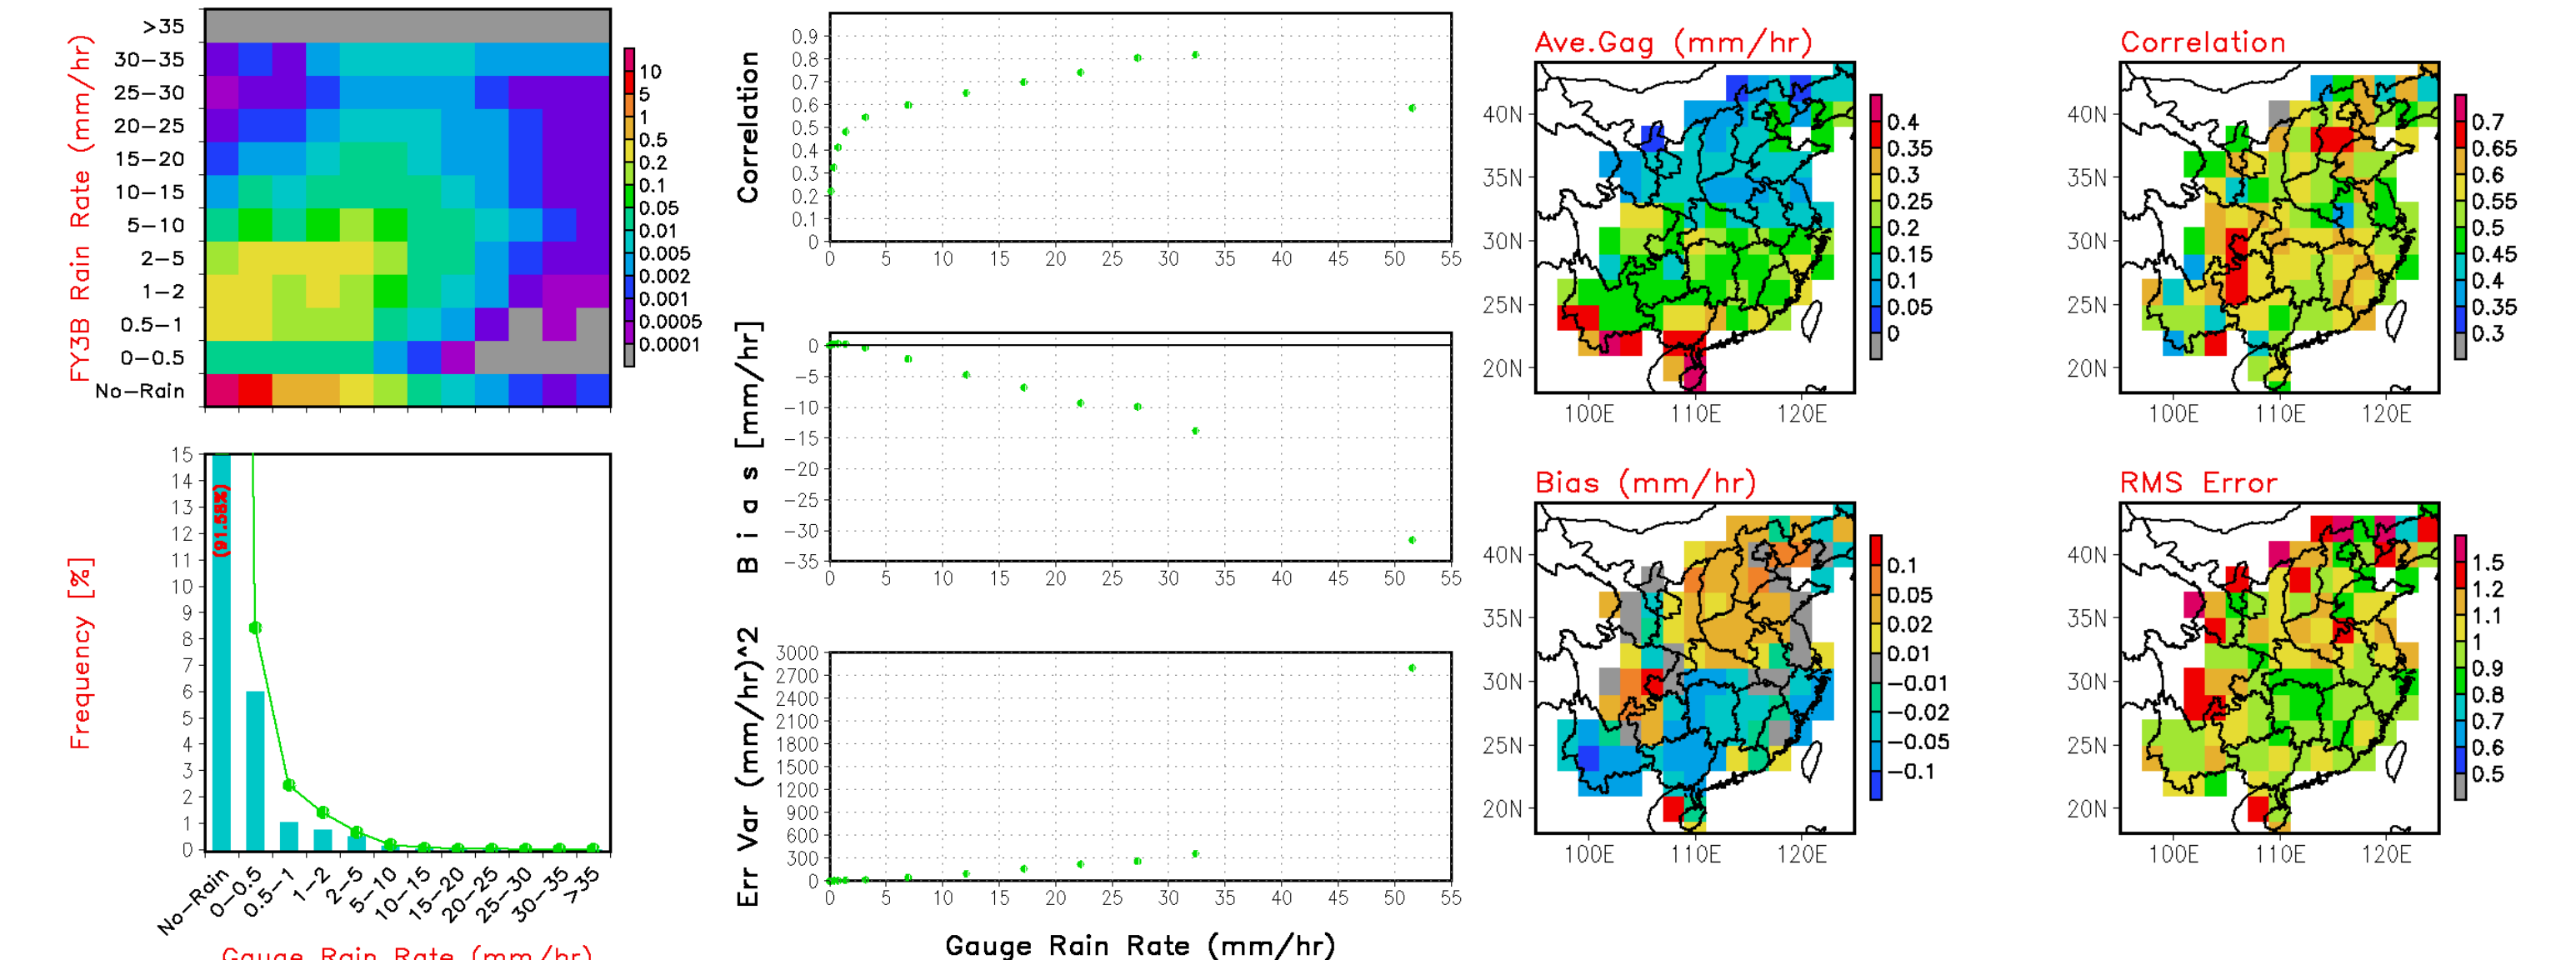 FY3B Rain Rate (mm/hr)
>35
30−35
25−30
20−25
15−20
10−15
5−10
2−5
1−2
0.5−1
0−0.5
No−Rain
10
5
1
0.5
0.2
0.1
0.05
0.01
0.005
0.002
0.001
0.0005
0.0001
Frequency [%]
15
14
13
12
11
10
9
8
7
6
5
4
3
2
1
0
(91.58%)
No−Rain 0−0.5 0.5−1 1−2 2−5 5−10 10−15 15−20 20−25 25−30 30−35 >35
Gauge Rain Rate (mm/hr)
Correlation
0.9
0.8
0.7
0.6
0.5
0.4
0.3
0.2
0.1
0
0 5 10 15 20 25 30 35 40 45 50 55
Bias [mm/hr]
0
−5
−10
−15
−20
−25
−30
−35
0 5 10 15 20 25 30 35 40 45 50 55
Err Var (mm/hr)^2
3000
2700
2400
2100
1800
1500
1200
900
600
300
0
0 5 10 15 20 25 30 35 40 45 50 55
Gauge Rain Rate (mm/hr)
Ave.Gag (mm/hr)
40N
35N
30N
25N
20N
100E 110E 120E
0.4
0.35
0.3
0.25
0.2
0.15
0.1
0.05
0
Correlation
40N
35N
30N
25N
20N
100E 110E 120E
0.7
0.65
0.6
0.55
0.5
0.45
0.4
0.35
0.3
Bias (mm/hr)
40N
35N
30N
25N
20N
100E 110E 120E
0.1
0.05
0.02
0.01
−0.01
−0.02
−0.05
−0.1
RMS Error
40N
35N
30N
25N
20N
100E 110E 120E
1.5
1.2
1.1
1
0.9
0.8
0.7
0.6
0.5